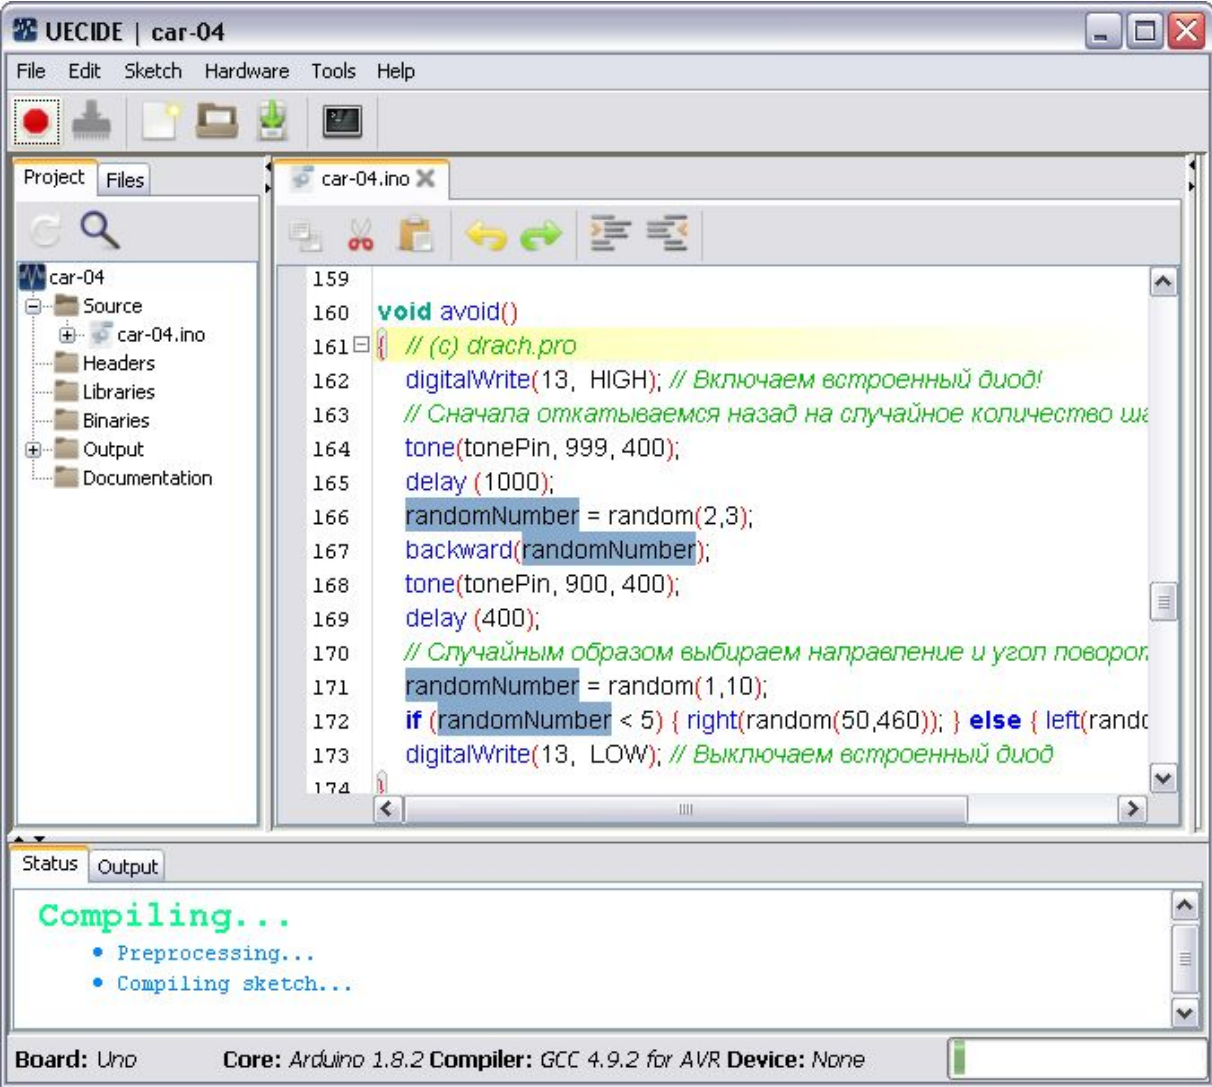 UECIDE | car-04
File Edit Sketch Hardware Tools Help
Project Files
car-04.ino
car-04
Source
car-04.ino
Headers
Libraries
Binaries
Output
Documentation
159
160 void avoid()
161 { // (c) drach.pro
162 digitalWrite(13, HIGH); // Включаем встроенный диод!
163 // Сначала откатываемся назад на случайное количество ша
164 tone(tonePin, 999, 400);
165 delay (1000);
166 randomNumber = random(2,3);
167 backward(randomNumber);
168 tone(tonePin, 900, 400);
169 delay (400);
170 // Случайным образом выбираем направление и угол поворот
171 randomNumber = random(1,10);
172 if (randomNumber < 5) { right(random(50,460)); } else { left(rando
173 digitalWrite(13, LOW); // Выключаем встроенный диод
174 }
Status Output
Compiling...
• Preprocessing...
• Compiling sketch...
Board: Uno Core: Arduino 1.8.2 Compiler: GCC 4.9.2 for AVR Device: None